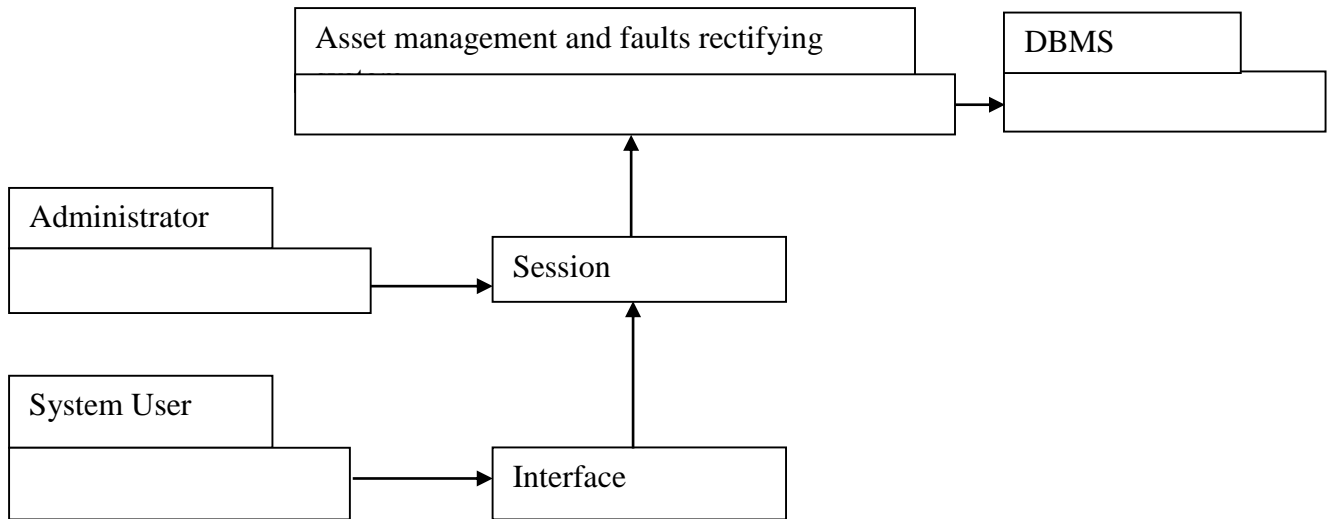 Asset management and faults rectifying
DBMS
Administrator
Session
System User
Interface